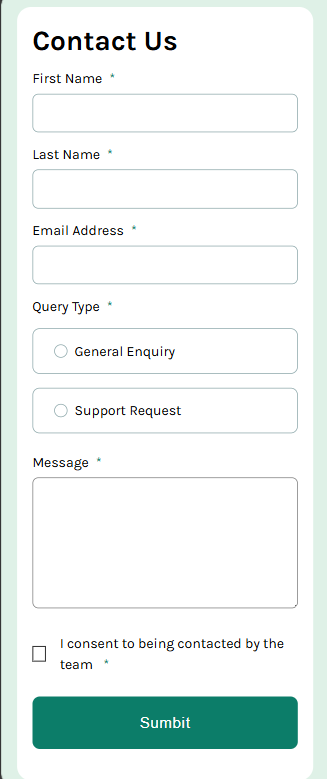 Contact Us
First Name *
Last Name *
Email Address *
Query Type *
General Enquiry
Support Request
Message *
I consent to being contacted by the
team *
Sumbit